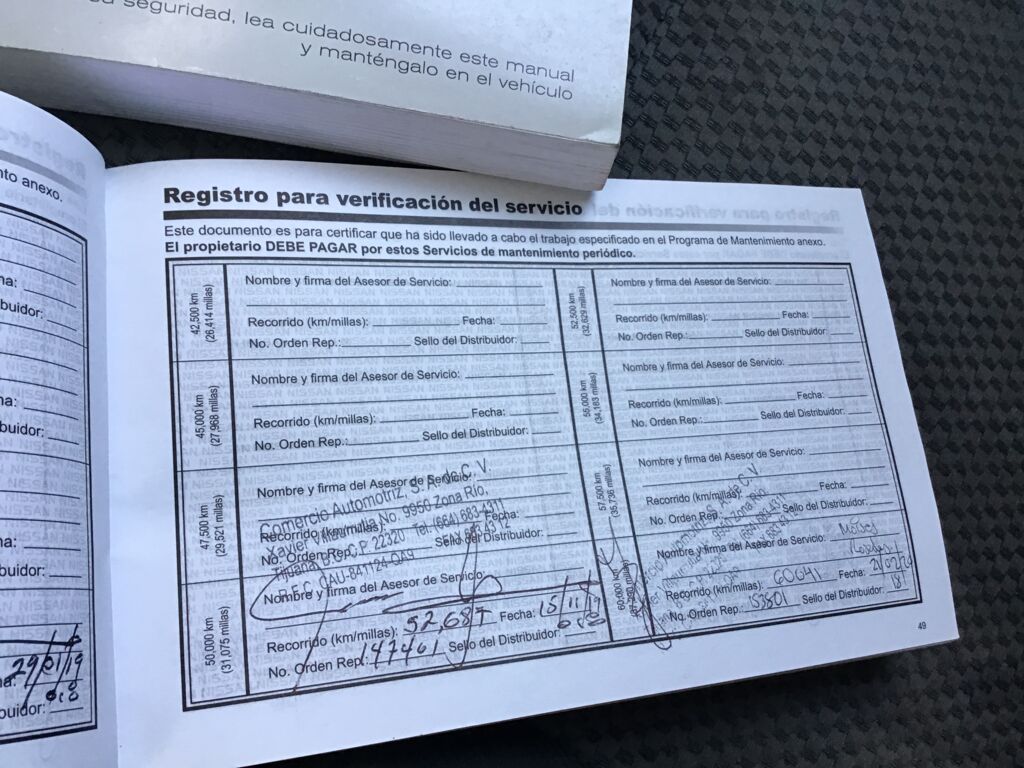 seguridad, lea cuidadosamente este manual
y manténgalo en el vehículo
nto anexo.
na:
buidor:
na:
buidor:
na:
buidor:
29/01/19
na:
buidor:
Registro para verificación del servicio
Este documento es para certificar que ha sido llevado a cabo el trabajo especificado en el Programa de Mantenimiento anexo.
El propietario DEBE PAGAR por estos Servicios de mantenimiento periódico.
42,500 km
(26,414 millas)
Nombre y firma del Asesor de Servicio:
Recorrido (km/millas): Fecha:
No. Orden Rep.: Sello del Distribuidor:
45,000 km
(27,968 millas)
Nombre y firma del Asesor de Servicio:
Recorrido (km/millas): Fecha:
No. Orden Rep.: Sello del Distribuidor:
47,500 km
(29,521 millas)
Nombre y firma del Asesor de Servicio:
Recorrido (km/millas): Fecha:
No. Orden Rep.: Sello del Distribuidor:
Comercio Automotriz, S.A. de C.V.
No. 9950 Zona Río.
Tijuana, B.C. C.P. 22320 Tel. (664) 683-4311
50,000 km
(31,075 millas)
Nombre y firma del Asesor de Servicio:
Recorrido (km/millas): 52,687 Fecha: 15/11/19
No. Orden Rep.: 147461 Sello del Distribuidor:
52,500 km
(32,629 millas)
Nombre y firma del Asesor de Servicio:
Recorrido (km/millas): Fecha:
No. Orden Rep.: Sello del Distribuidor:
55,000 km
(34,183 millas)
Nombre y firma del Asesor de Servicio:
Recorrido (km/millas): Fecha:
No. Orden Rep.: Sello del Distribuidor:
57,500 km
(35,736 millas)
Nombre y firma del Asesor de Servicio:
Recorrido (km/millas): Fecha:
No. Orden Rep.: Sello del Distribuidor:
60,000 km
Nombre y firma del Asesor de Servicio:
Recorrido (km/millas): 60041 Fecha:
No. Orden Rep.: 153801 Sello del Distribuidor:
49